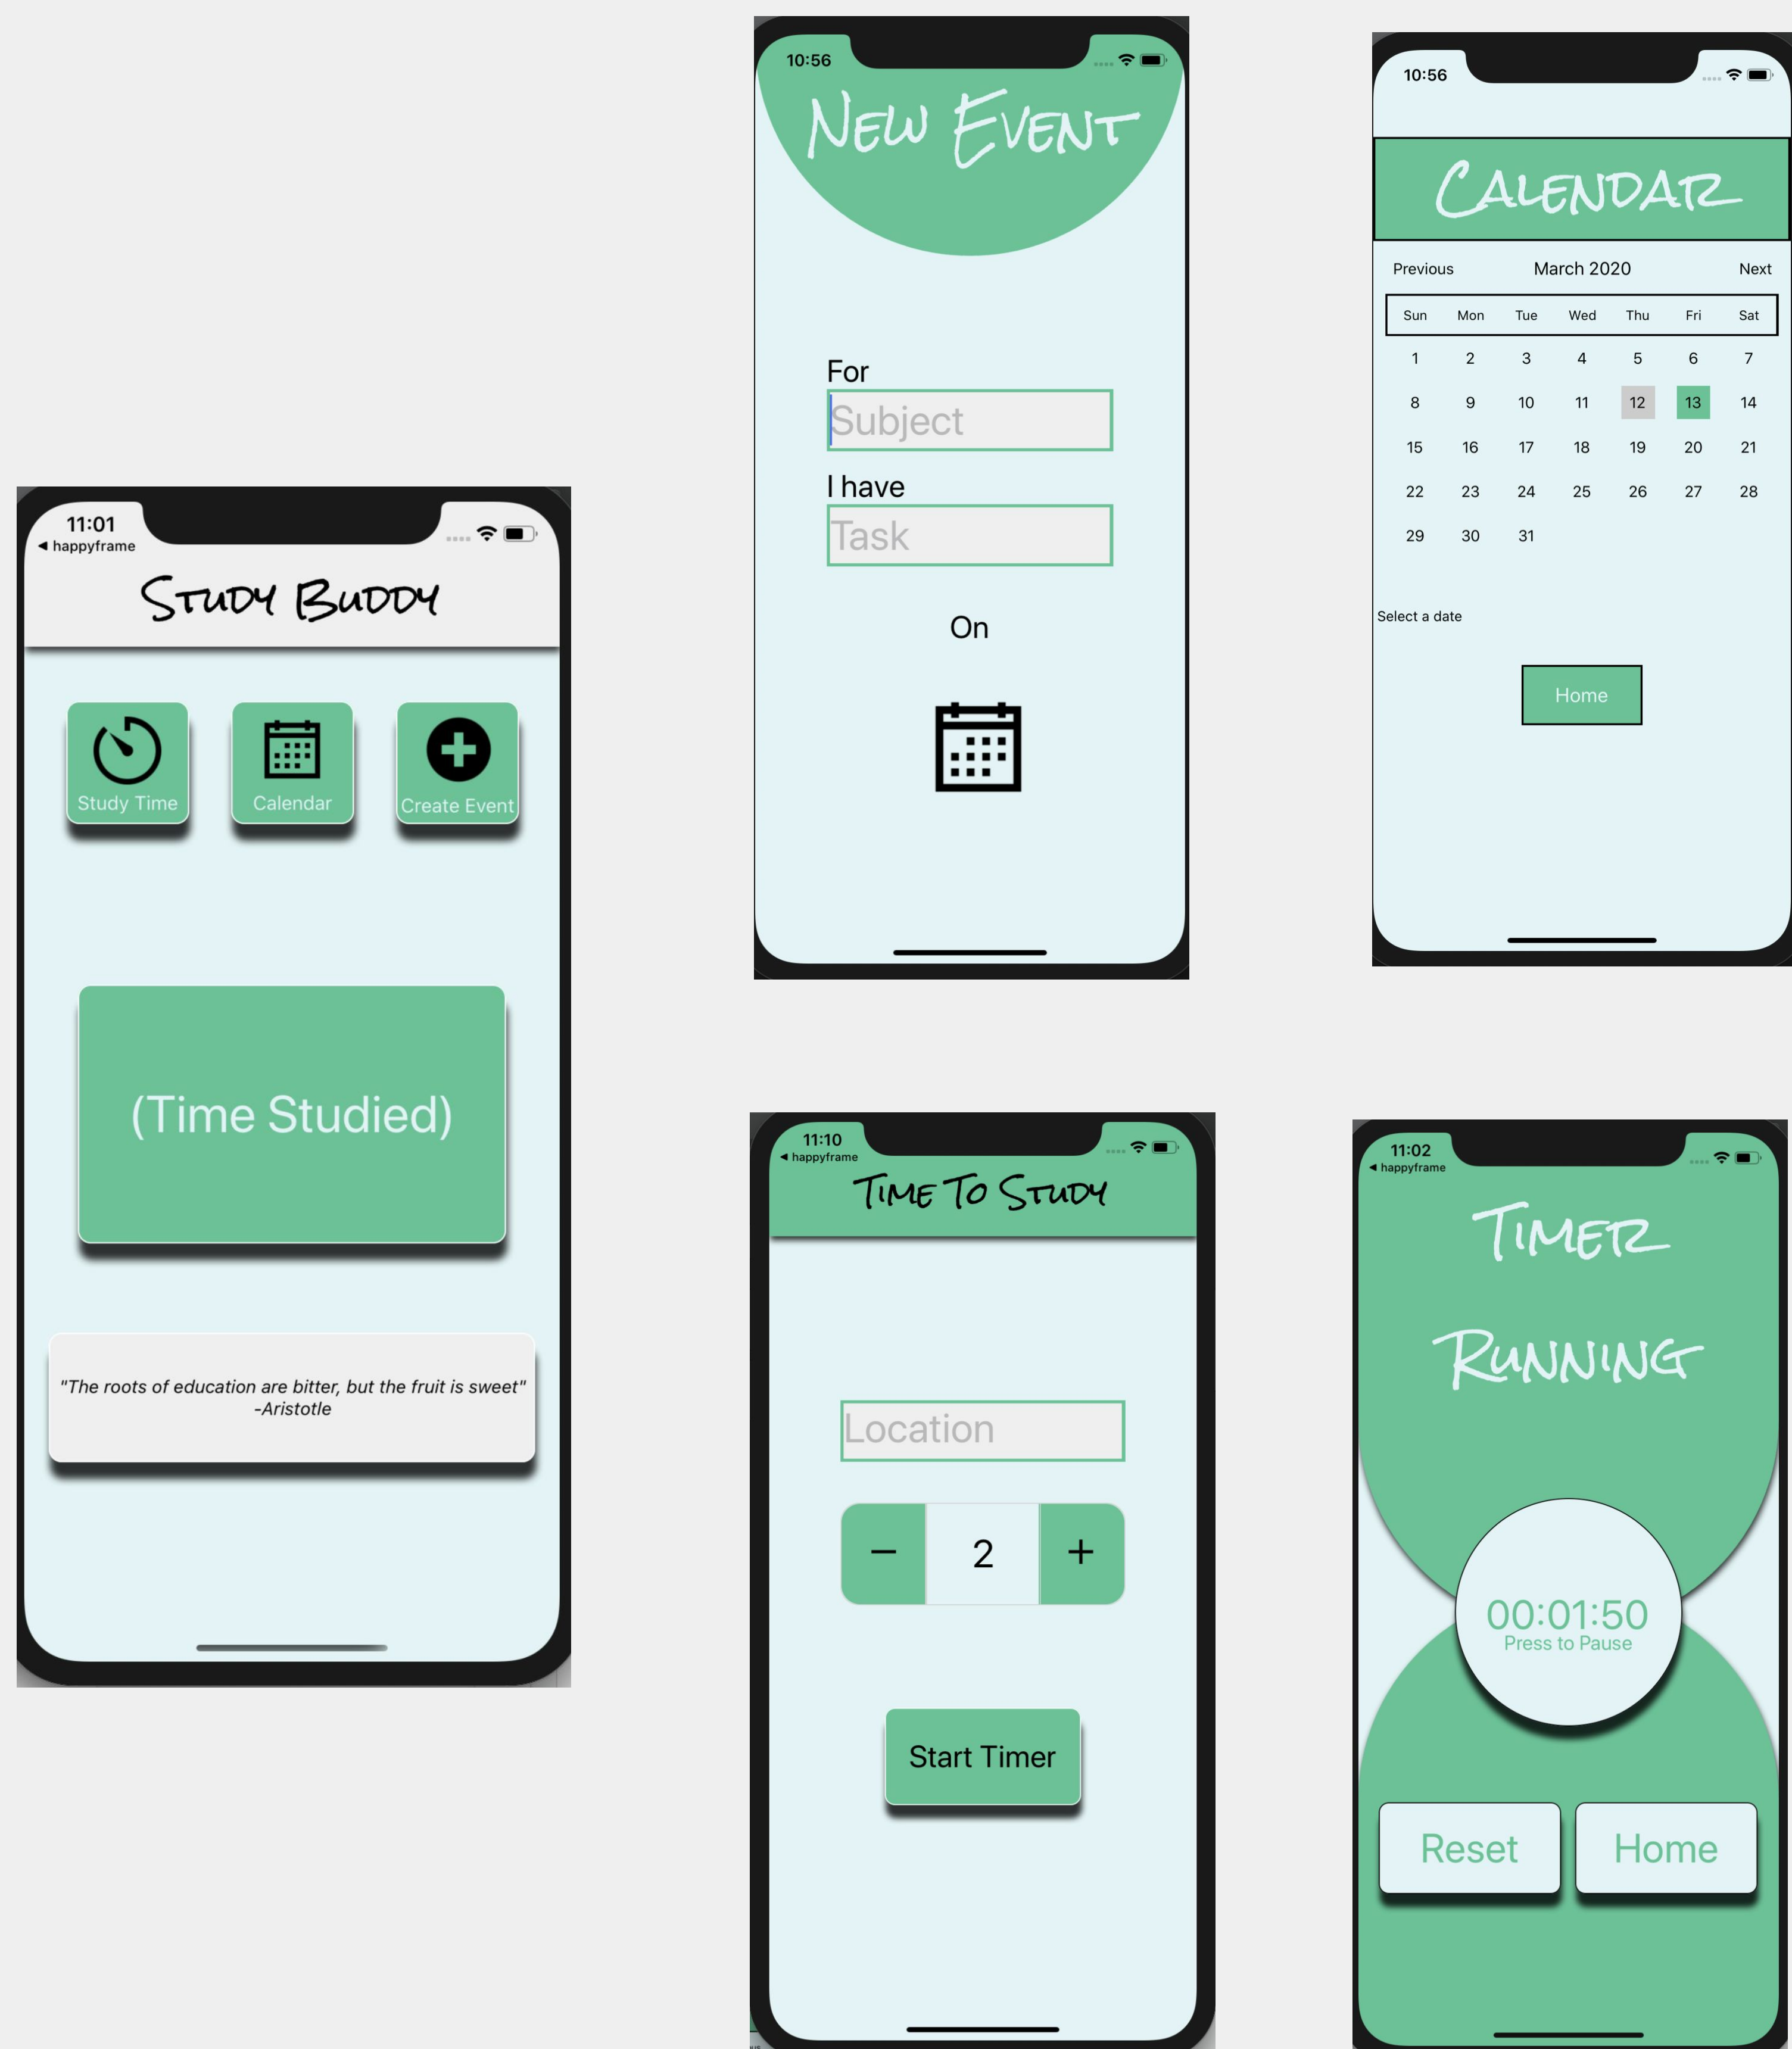 11:01
◀ happyframe
STUDY BUDDY
Study Time
Calendar
Create Event
(Time Studied)
"The roots of education are bitter, but the fruit is sweet"
-Aristotle
10:56
NEW EVENT
For
Subject
I have
Task
On
10:56
CALENDAR
Previous March 2020 Next
Sun Mon Tue Wed Thu Fri Sat
1 2 3 4 5 6 7
8 9 10 11 12 13 14
15 16 17 18 19 20 21
22 23 24 25 26 27 28
29 30 31
Select a date
Home
11:10
◀ happyframe
TIME TO STUDY
Location
− 2 +
Start Timer
11:02
◀ happyframe
TIMER
RUNNING
00:01:50
Press to Pause
Reset Home